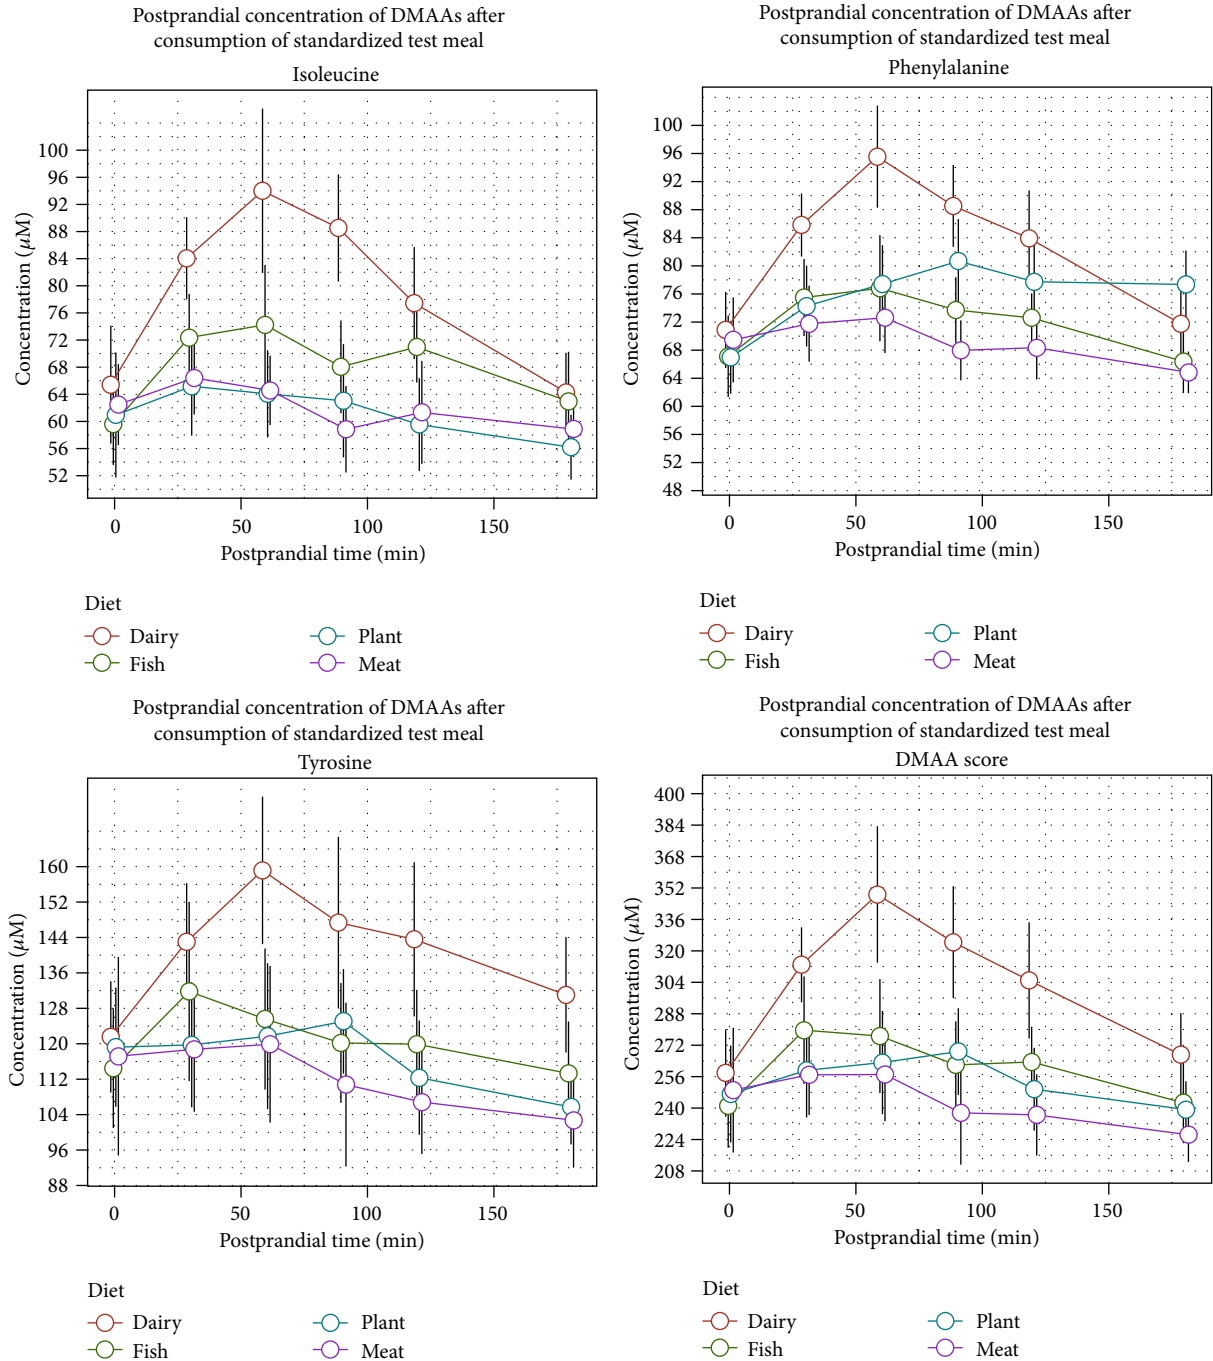 Postprandial concentration of DMAAs after
consumption of standardized test meal
Isoleucine
Concentration (μM)
100
96
92
88
84
80
76
72
68
64
60
56
52
0 50 100 150
Postprandial time (min)
Diet
Dairy Plant
Fish Meat
Postprandial concentration of DMAAs after
consumption of standardized test meal
Phenylalanine
Concentration (μM)
100
96
92
88
84
80
76
72
68
64
60
56
52
48
0 50 100 150
Postprandial time (min)
Diet
Dairy Plant
Fish Meat
Postprandial concentration of DMAAs after
consumption of standardized test meal
Tyrosine
Concentration (μM)
160
152
144
136
128
120
112
104
96
88
0 50 100 150
Postprandial time (min)
Diet
Dairy Plant
Fish Meat
Postprandial concentration of DMAAs after
consumption of standardized test meal
DMAA score
Concentration (μM)
400
384
368
352
336
320
304
288
272
256
240
224
208
0 50 100 150
Postprandial time (min)
Diet
Dairy Plant
Fish Meat